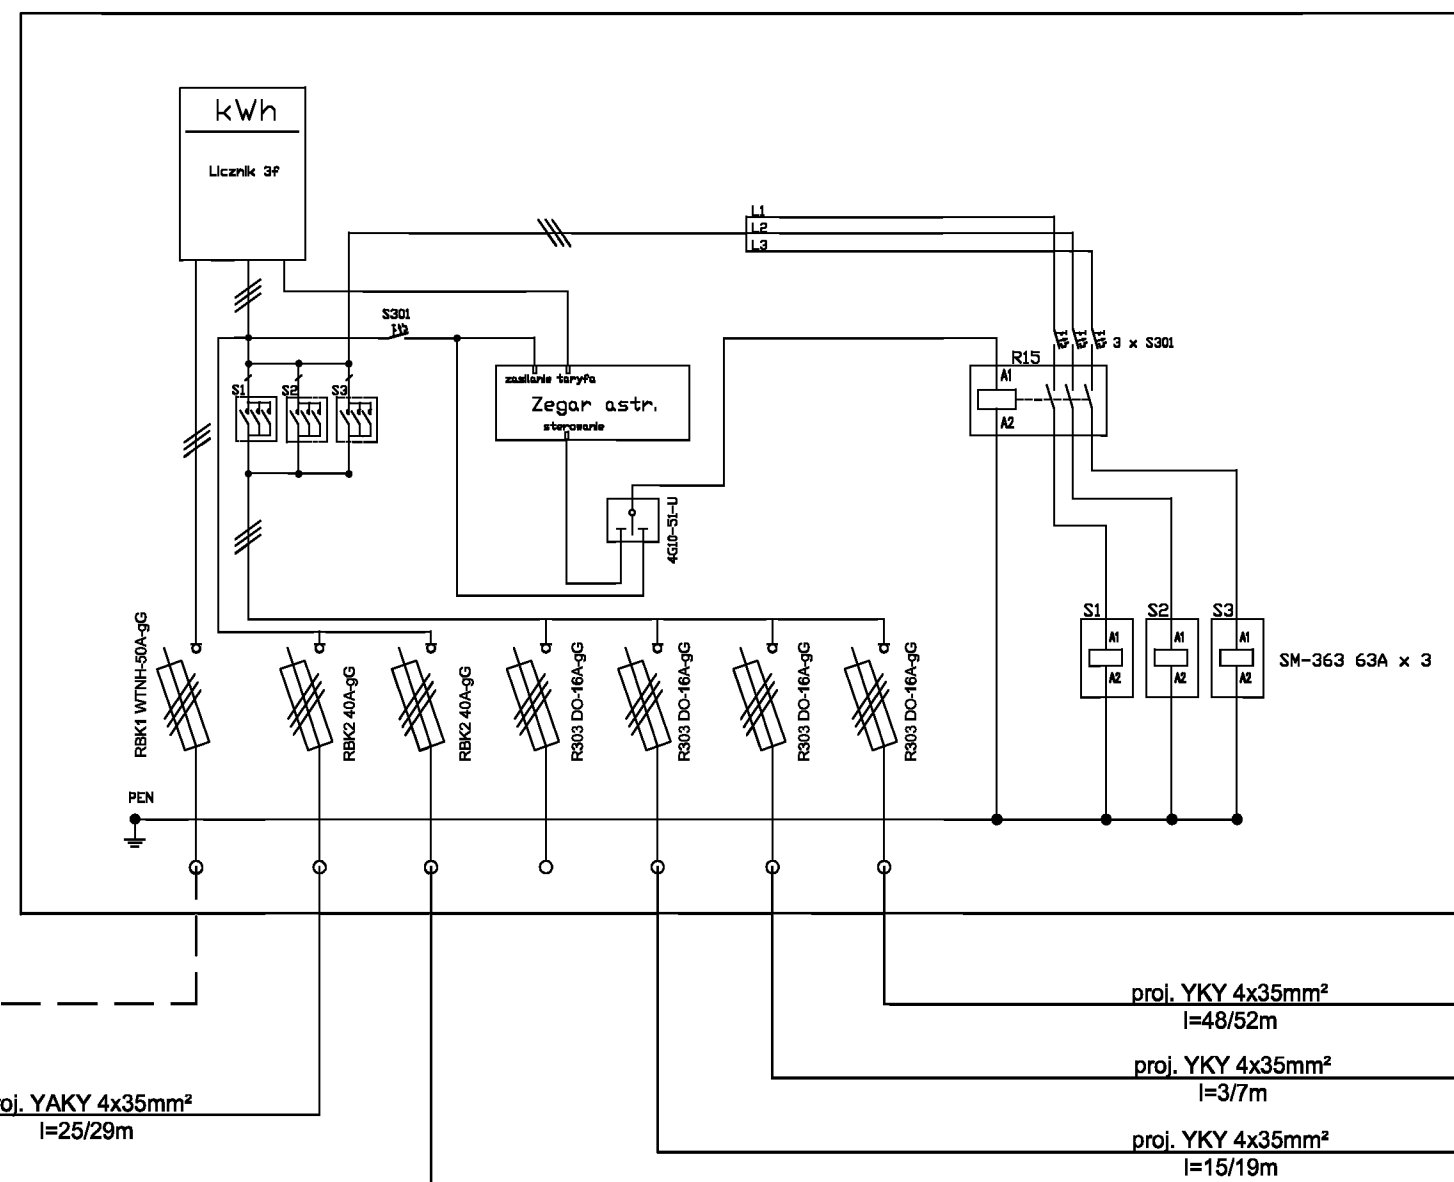 kWh
Licznik 3f
L1
L2
L3
S301
3 x S301
R15
A1
A2
zasilanie taryfa
Zegar astr.
sterowanie
S1
S2
S3
4G10-51-U
S1
S2
S3
A1
A1
A1
A2
A2
A2
SM-363 63A x 3
RBK1 WTNH-50A-gG
RBK2 40A-gG
RBK2 40A-gG
R303 DO-16A-gG
R303 DO-16A-gG
R303 DO-16A-gG
R303 DO-16A-gG
PEN
proj. YKY 4x35mm²
l=48/52m
proj. YKY 4x35mm²
l=3/7m
oj. YAKY 4x35mm²
l=25/29m
proj. YKY 4x35mm²
l=15/19m